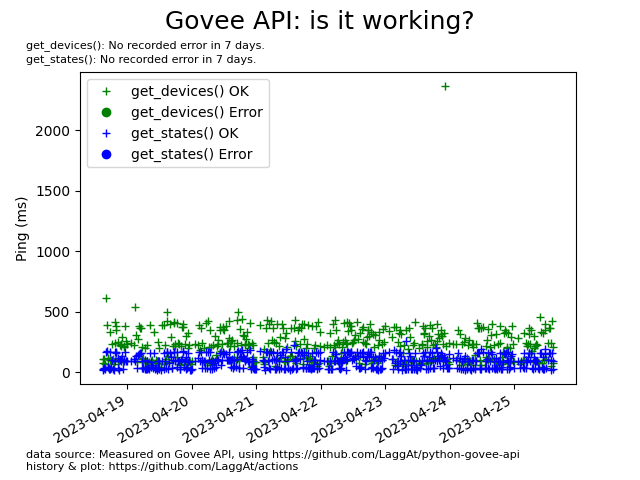 Govee API: is it working?
get_devices(): No recorded error in 7 days.
get_states(): No recorded error in 7 days.
get_devices() OK
get_devices() Error
get_states() OK
get_states() Error
Ping (ms)
2000
1500
1000
500
0
2023-04-19
2023-04-20
2023-04-21
2023-04-22
2023-04-23
2023-04-24
2023-04-25
data source: Measured on Govee API, using https://github.com/LaggAt/python-govee-api
history & plot: https://github.com/LaggAt/actions